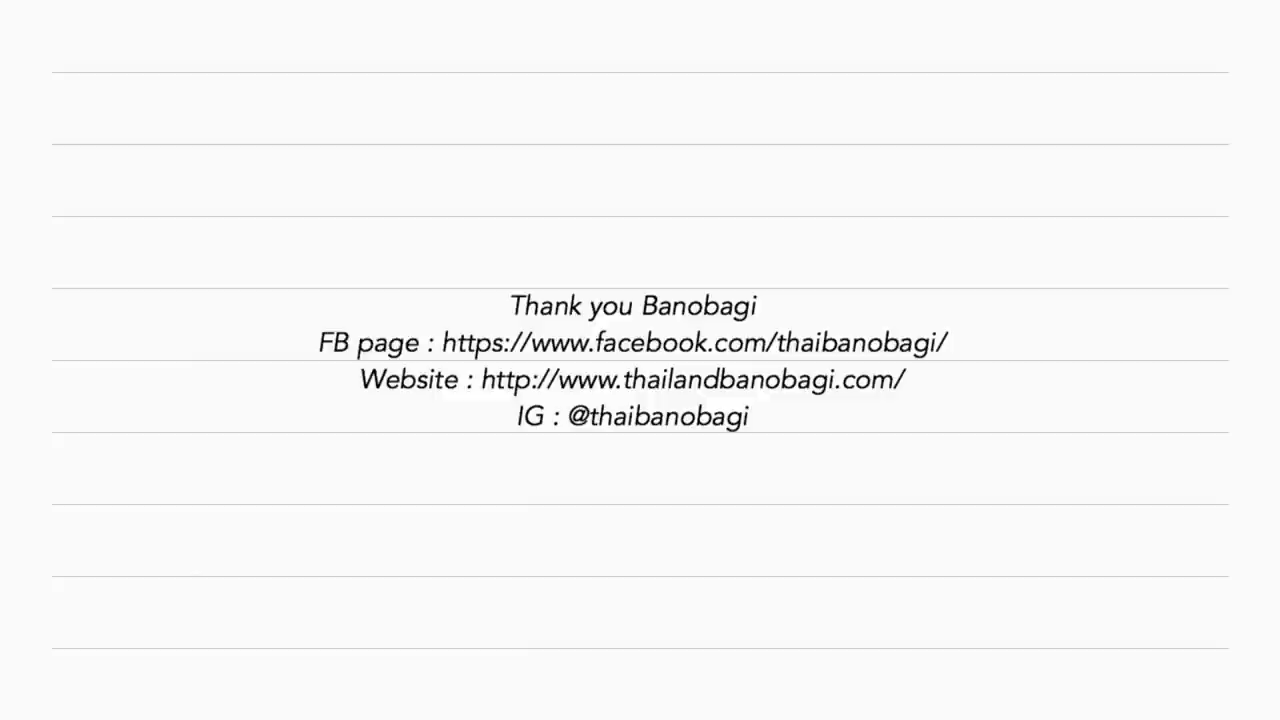 Thank you Banobagi
FB page : https://www.facebook.com/thaibanobagi/
Website : http://www.thailandbanobagi.com/
IG : @thaibanobagi